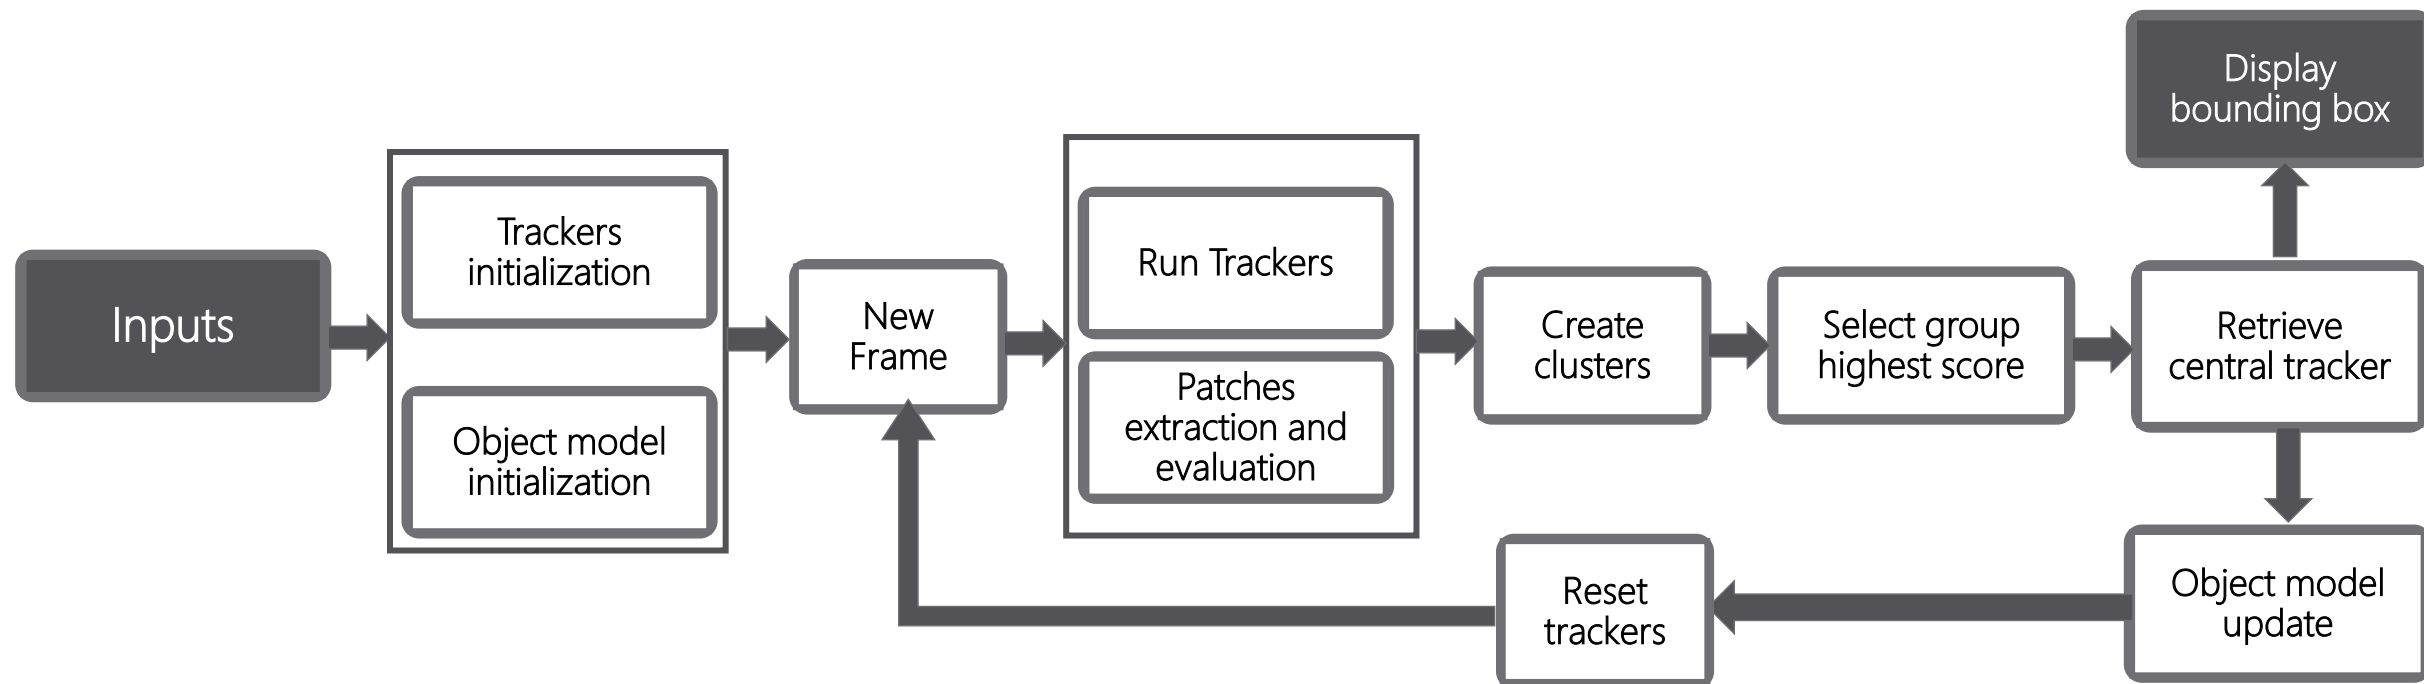 Inputs
Trackers
initialization
Object model
initialization
New
Frame
Run Trackers
Patches
extraction and
evaluation
Create
clusters
Select group
highest score
Retrieve
central tracker
Display
bounding box
Object model
update
Reset
trackers